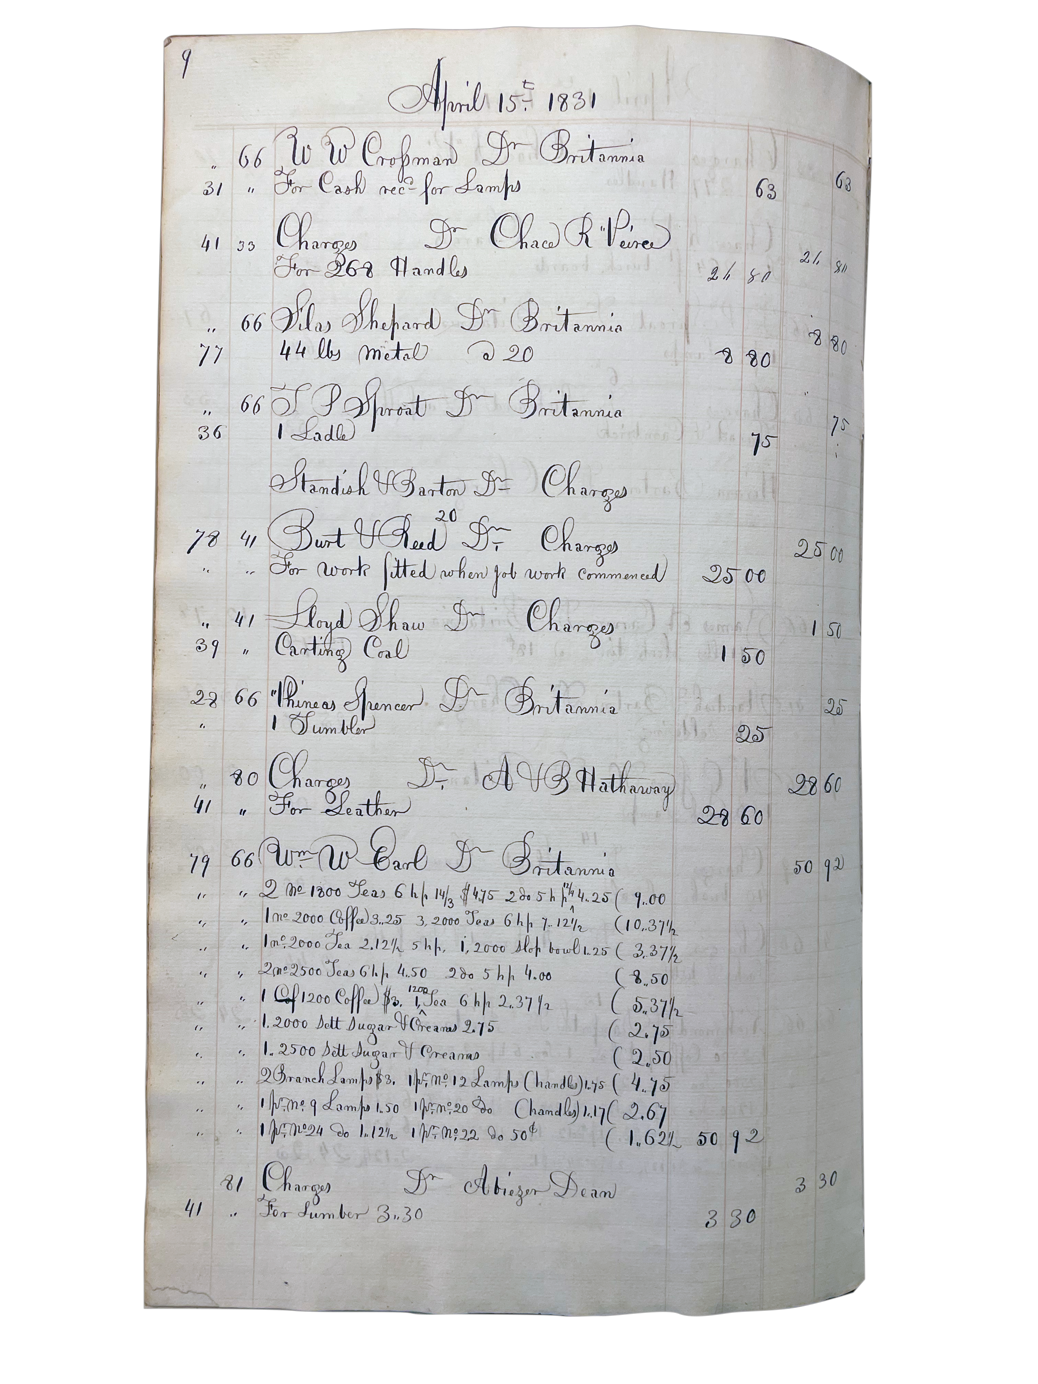 9
April 15th 1831
" 66 W W Croßman Dr Britannia 63
31 " For Cash recd for Lamps 63
41 33 Charges Dr Chace R Peirce 21 80
For 268 Handles 21 80
" 66 Silas Shepard Dr Britannia 8 80
77 44 lbs metal @ 20 8 80
" 66 T P Sproat Dr Britannia 75
36 1 Ladle 75
Standish & Barton Dr Charges
20
78 41 Burt & Reed Dr. Charges 25 00
" " For work fitted when job work commenced 25 00
" 41 Lloyd Shaw Dr Charges 1 50
39 " Carting Coal 1 50
28 66 Phineas Spencer Dr Britannia 25
" 1 Tumbler 25
" 80 Charges Dr. A & B Hathaway 28 60
41 " For Leather 28 60
79 66 Wm W Earl Dr Britannia 50 92
" " 2 no 1800 Teas 6 hp 14/3 $4.75 2 do 5 hp 4.25 ( 9.00
" " 1 no 2000 Coffee 3.25 3. 2000 Teas 6 hp 7.12½ (10.37½
" " 1 no. 2000 Tea 2.12½ 5 hp. 1, 2000 slop bowl 1.25 ( 3.37½
" " 2 no 2500 Teas 6 hp 4.50 2 do 5 hp 4.00 ( 8.50
" " 1 Cof 1200 Coffee $3. 1, 1200 Tea 6 hp 2.37½ ( 5.37½
" " 1. 2000 Sett Sugar & Creams 2.75 ( 2.75
" " 1.. 2500 Sett Sugar & Creams ( 2.50
" " 2 Branch Lamps $3. 1 pr. no 12 Lamps (handles) 1.75 ( 4.75
" " 1 pr. no 9 Lamps 1.50 1 pr. no. 20 do (handles) 1.17 ( 2.67
" " 1 pr. no 24 do 1.12½ 1 pr. no. 22 do 50¢ ( 1.62½ 50 92
81 Charges Dr Abiezer Dean 3 30
41 " For Lumber 3..30 3 30